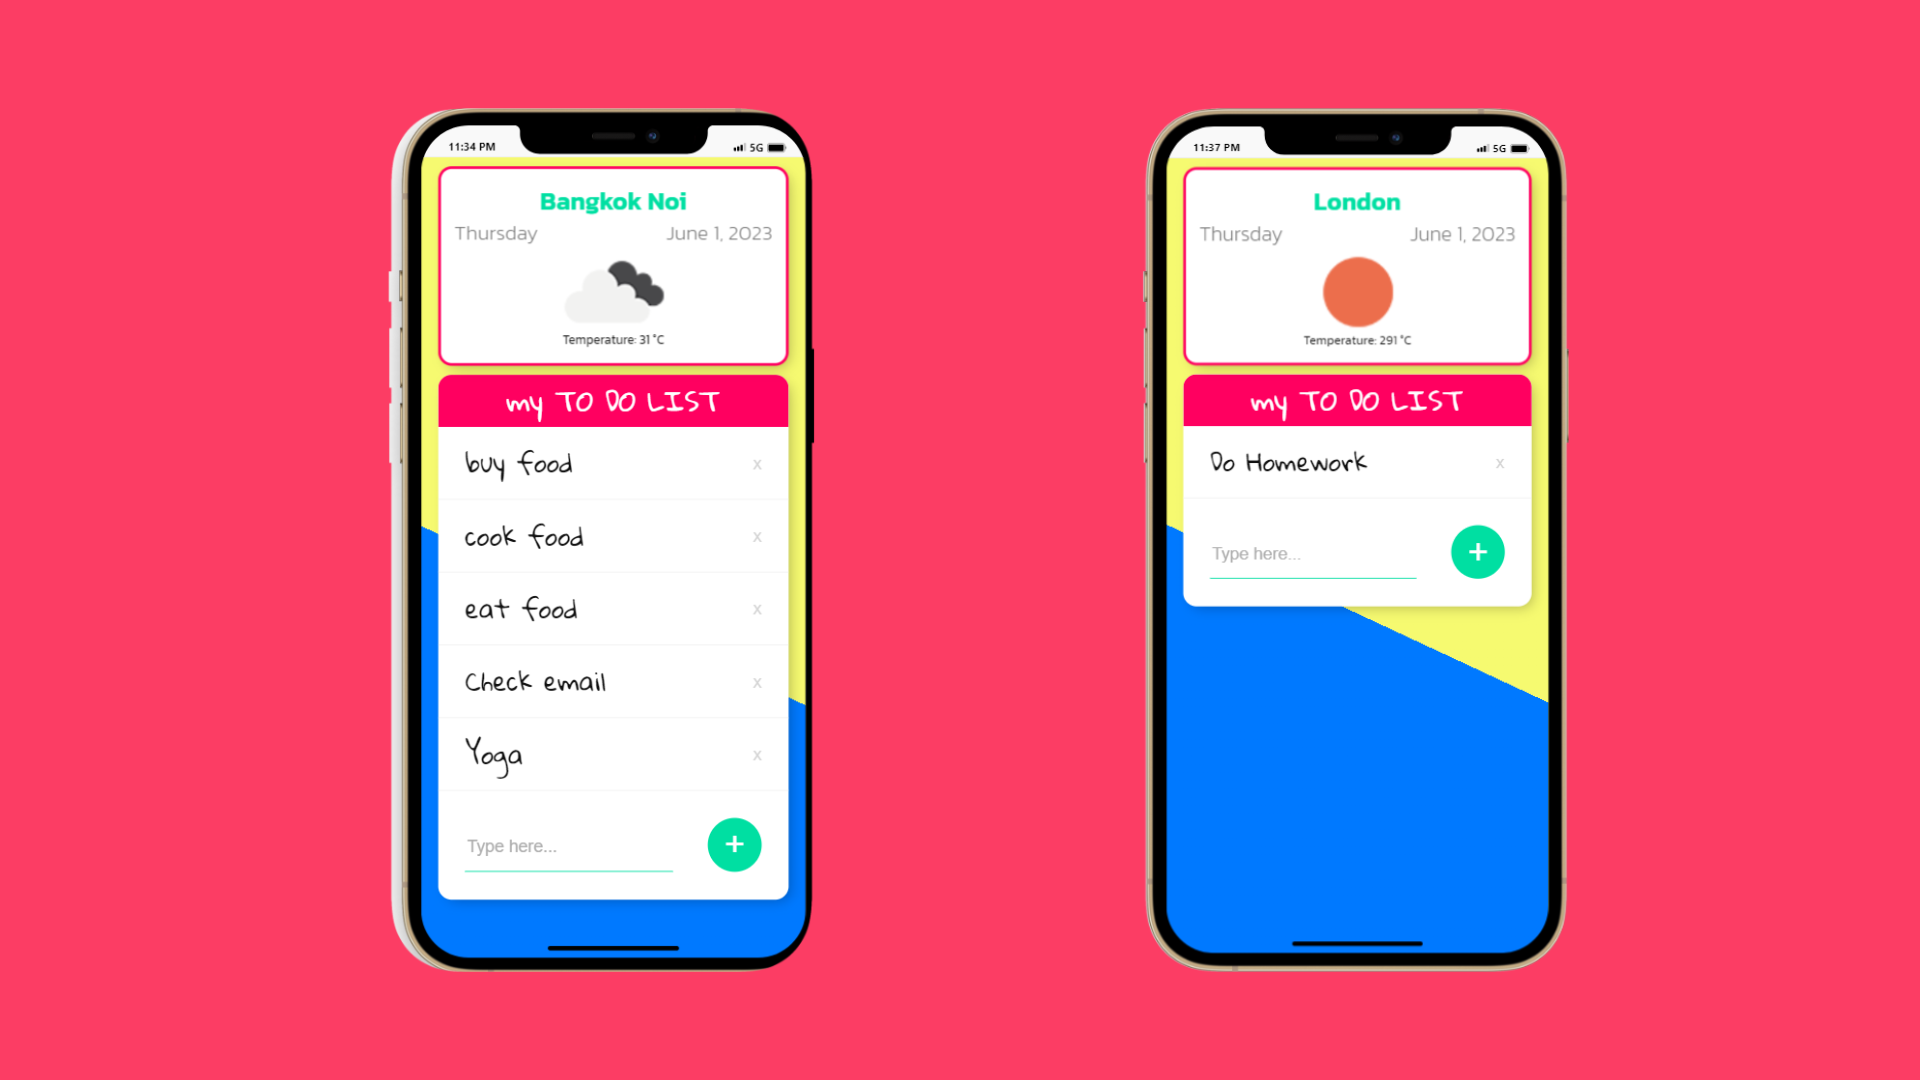 11:34 PM 5G
Bangkok Noi
Thursday June 1, 2023
Temperature: 31 °C
my TO DO LIST
buy food x
cook food x
eat food x
Check email x
Yoga x
Type here... +
11:37 PM 5G
London
Thursday June 1, 2023
Temperature: 291 °C
my TO DO LIST
Do Homework x
Type here... +